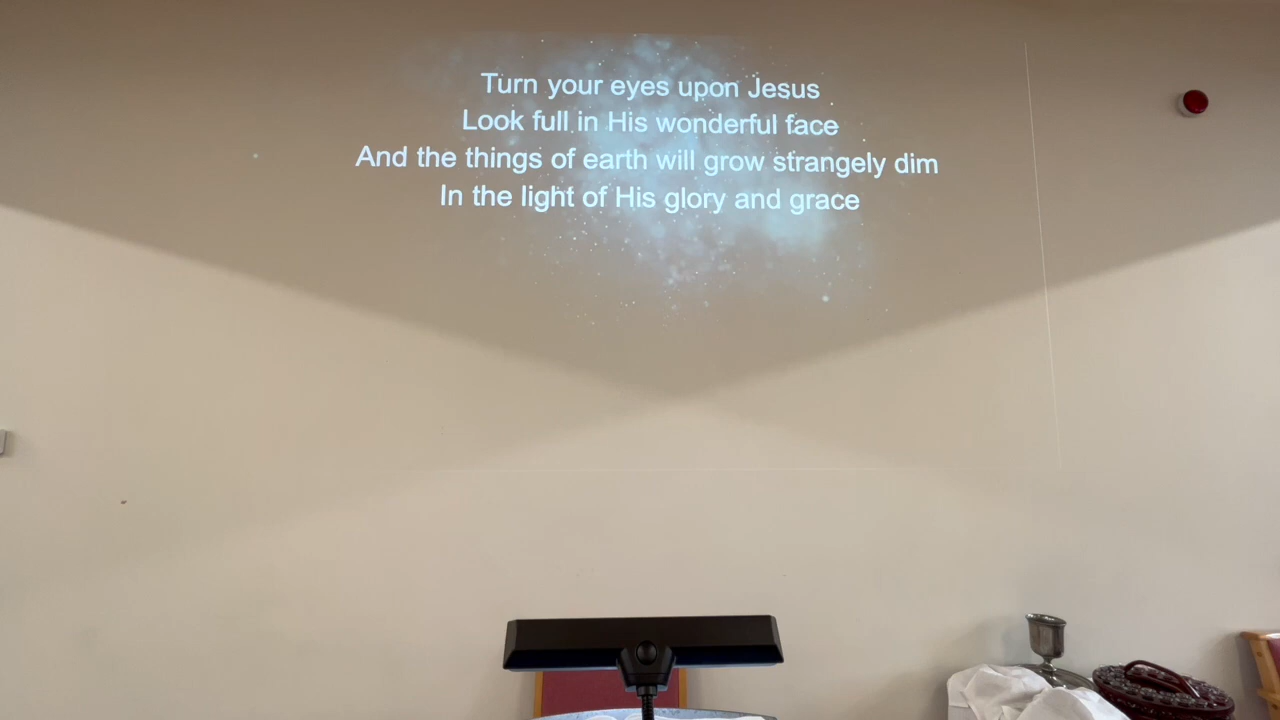 Turn your eyes upon Jesus
Look full in His wonderful face
And the things of earth will grow strangely dim
In the light of His glory and grace